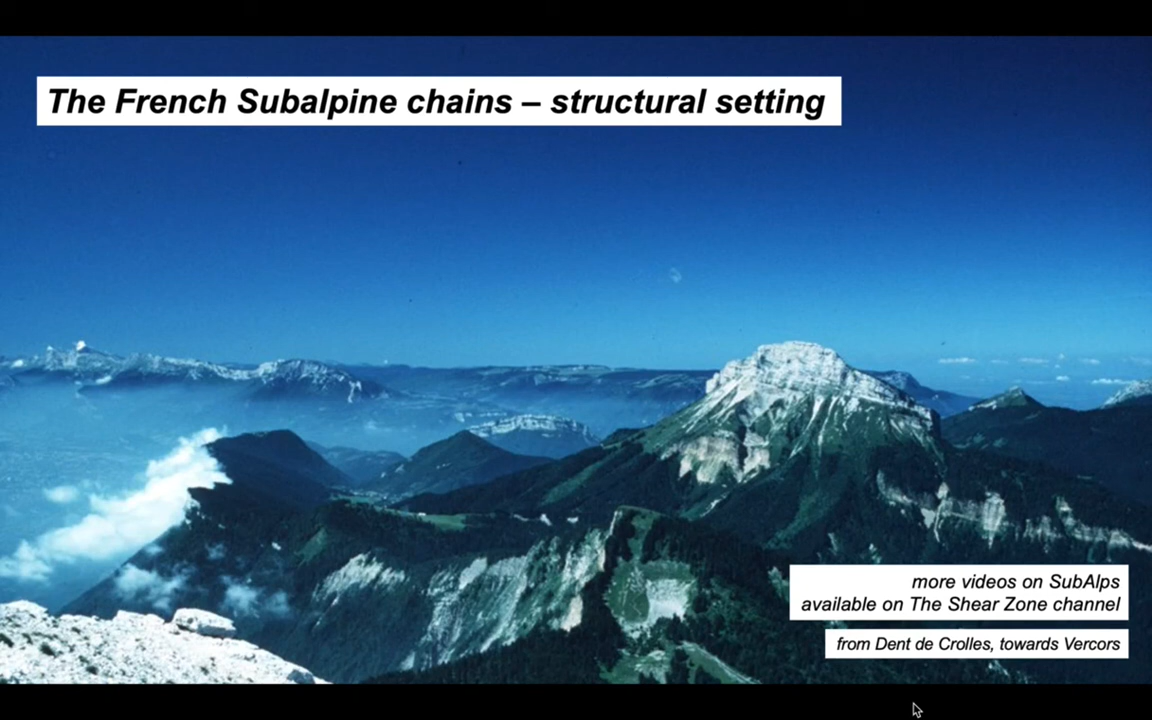 The French Subalpine chains – structural setting
more videos on SubAlps
available on The Shear Zone channel
from Dent de Crolles, towards Vercors